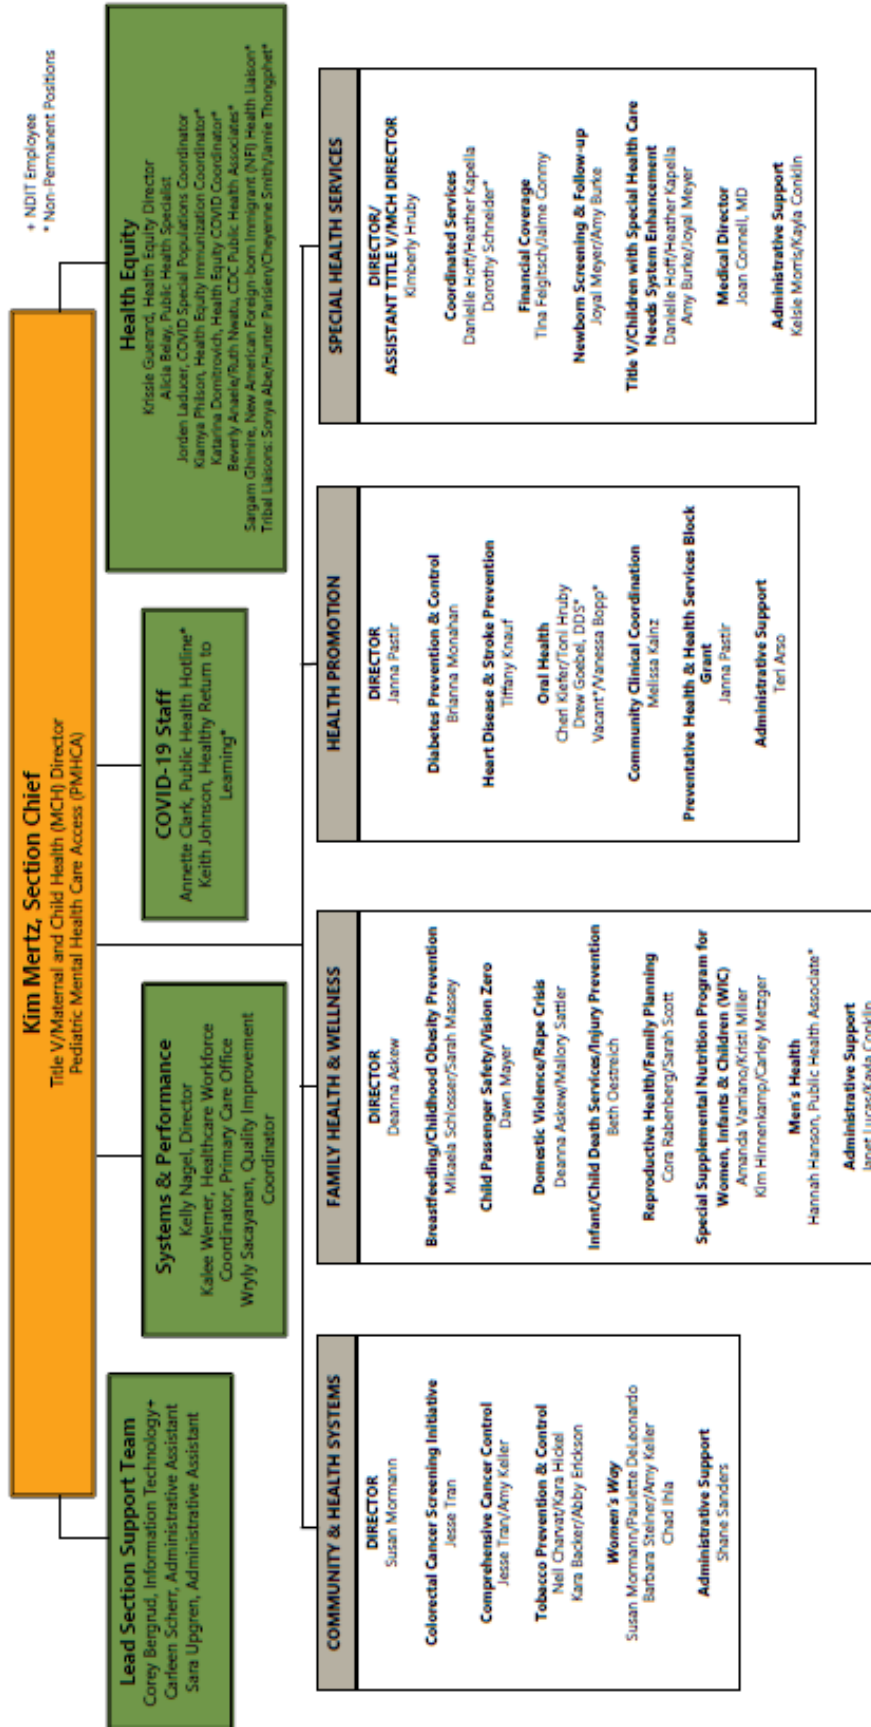 Kim Mertz, Section Chief
Title V/Maternal and Child Health (MCH) Director
Pediatric Mental Health Care Access (PMHCA)
+ NDIT Employee
* Non-Permanent Positions
Lead Section Support Team
Corey Bergrud, Information Technology+
Carleen Scherr, Administrative Assistant
Sara Upgren, Administrative Assistant
Systems & Performance
Kelly Nagel, Director
Kalee Werner, Healthcare Workforce
Coordinator, Primary Care Office
Wryly Sacayanan, Quality Improvement
Coordinator
COVID-19 Staff
Annette Clark, Public Health Hotline*
Keith Johnson, Healthy Return to
Learning*
Health Equity
Krissie Guerard, Health Equity Director
Alicia Belay, Public Health Specialist
Jorden Laducer, COVID Special Populations Coordinator
Kiamya Philson, Health Equity Immunization Coordinator*
Katarina Domitrovich, Health Equity COVID Coordinator*
Beverly Anaele/Ruth Nwatu, CDC Public Health Associates*
Sargam Ghimire, New American Foreign-born Immigrant (NFI) Health Liaison*
Tribal Liaisons: Sonya Abe/Hunter Parisien/Cheyenne Smith/Jamie Thongphet*
COMMUNITY & HEALTH SYSTEMS
DIRECTOR
Susan Mormann
Colorectal Cancer Screening Initiative
Jesse Tran
Comprehensive Cancer Control
Jesse Tran/Amy Keller
Tobacco Prevention & Control
Neil Charvat/Kara Hickel
Kara Backer/Abby Erickson
Women's Way
Susan Mormann/Paulette DeLeonardo
Barbara Steiner/Amy Keller
Chad Ihla
Administrative Support
Shane Sanders
FAMILY HEALTH & WELLNESS
DIRECTOR
Deanna Askew
Breastfeeding/Childhood Obesity Prevention
Mikaela Schlosser/Sarah Massey
Child Passenger Safety/Vision Zero
Dawn Mayer
Domestic Violence/Rape Crisis
Deanna Askew/Mallory Sattler
Infant/Child Death Services/Injury Prevention
Beth Oestreich
Reproductive Health/Family Planning
Cora Rabenberg/Sarah Scott
Special Supplemental Nutrition Program for
Women, Infants & Children (WIC)
Amanda Varriano/Kristi Miller
Kim Hinnenkamp/Carley Metzger
Men's Health
Hannah Hanson, Public Health Associate*
Administrative Support
Janet Lucas/Kayla Conklin
HEALTH PROMOTION
DIRECTOR
Janna Pastir
Diabetes Prevention & Control
Brianna Monahan
Heart Disease & Stroke Prevention
Tiffany Knauf
Oral Health
Cheri Kiefer/Toni Hruby
Drew Goebel, DDS*
Vacant*/Vanessa Bopp*
Community Clinical Coordination
Melissa Kainz
Preventative Health & Health Services Block
Grant
Janna Pastir
Administrative Support
Teri Arso
SPECIAL HEALTH SERVICES
DIRECTOR/
ASSISTANT TITLE V/MCH DIRECTOR
Kimberly Hruby
Coordinated Services
Danielle Hoff/Heather Kapella
Dorothy Schneider*
Financial Coverage
Tina Feigitsch/Jaime Conmy
Newborn Screening & Follow-up
Joyal Meyer/Amy Burke
Title V/Children with Special Health Care
Needs System Enhancement
Danielle Hoff/Heather Kapella
Amy Burke/Joyal Meyer
Medical Director
Joan Connell, MD
Administrative Support
Kelsie Morris/Kayla Conklin